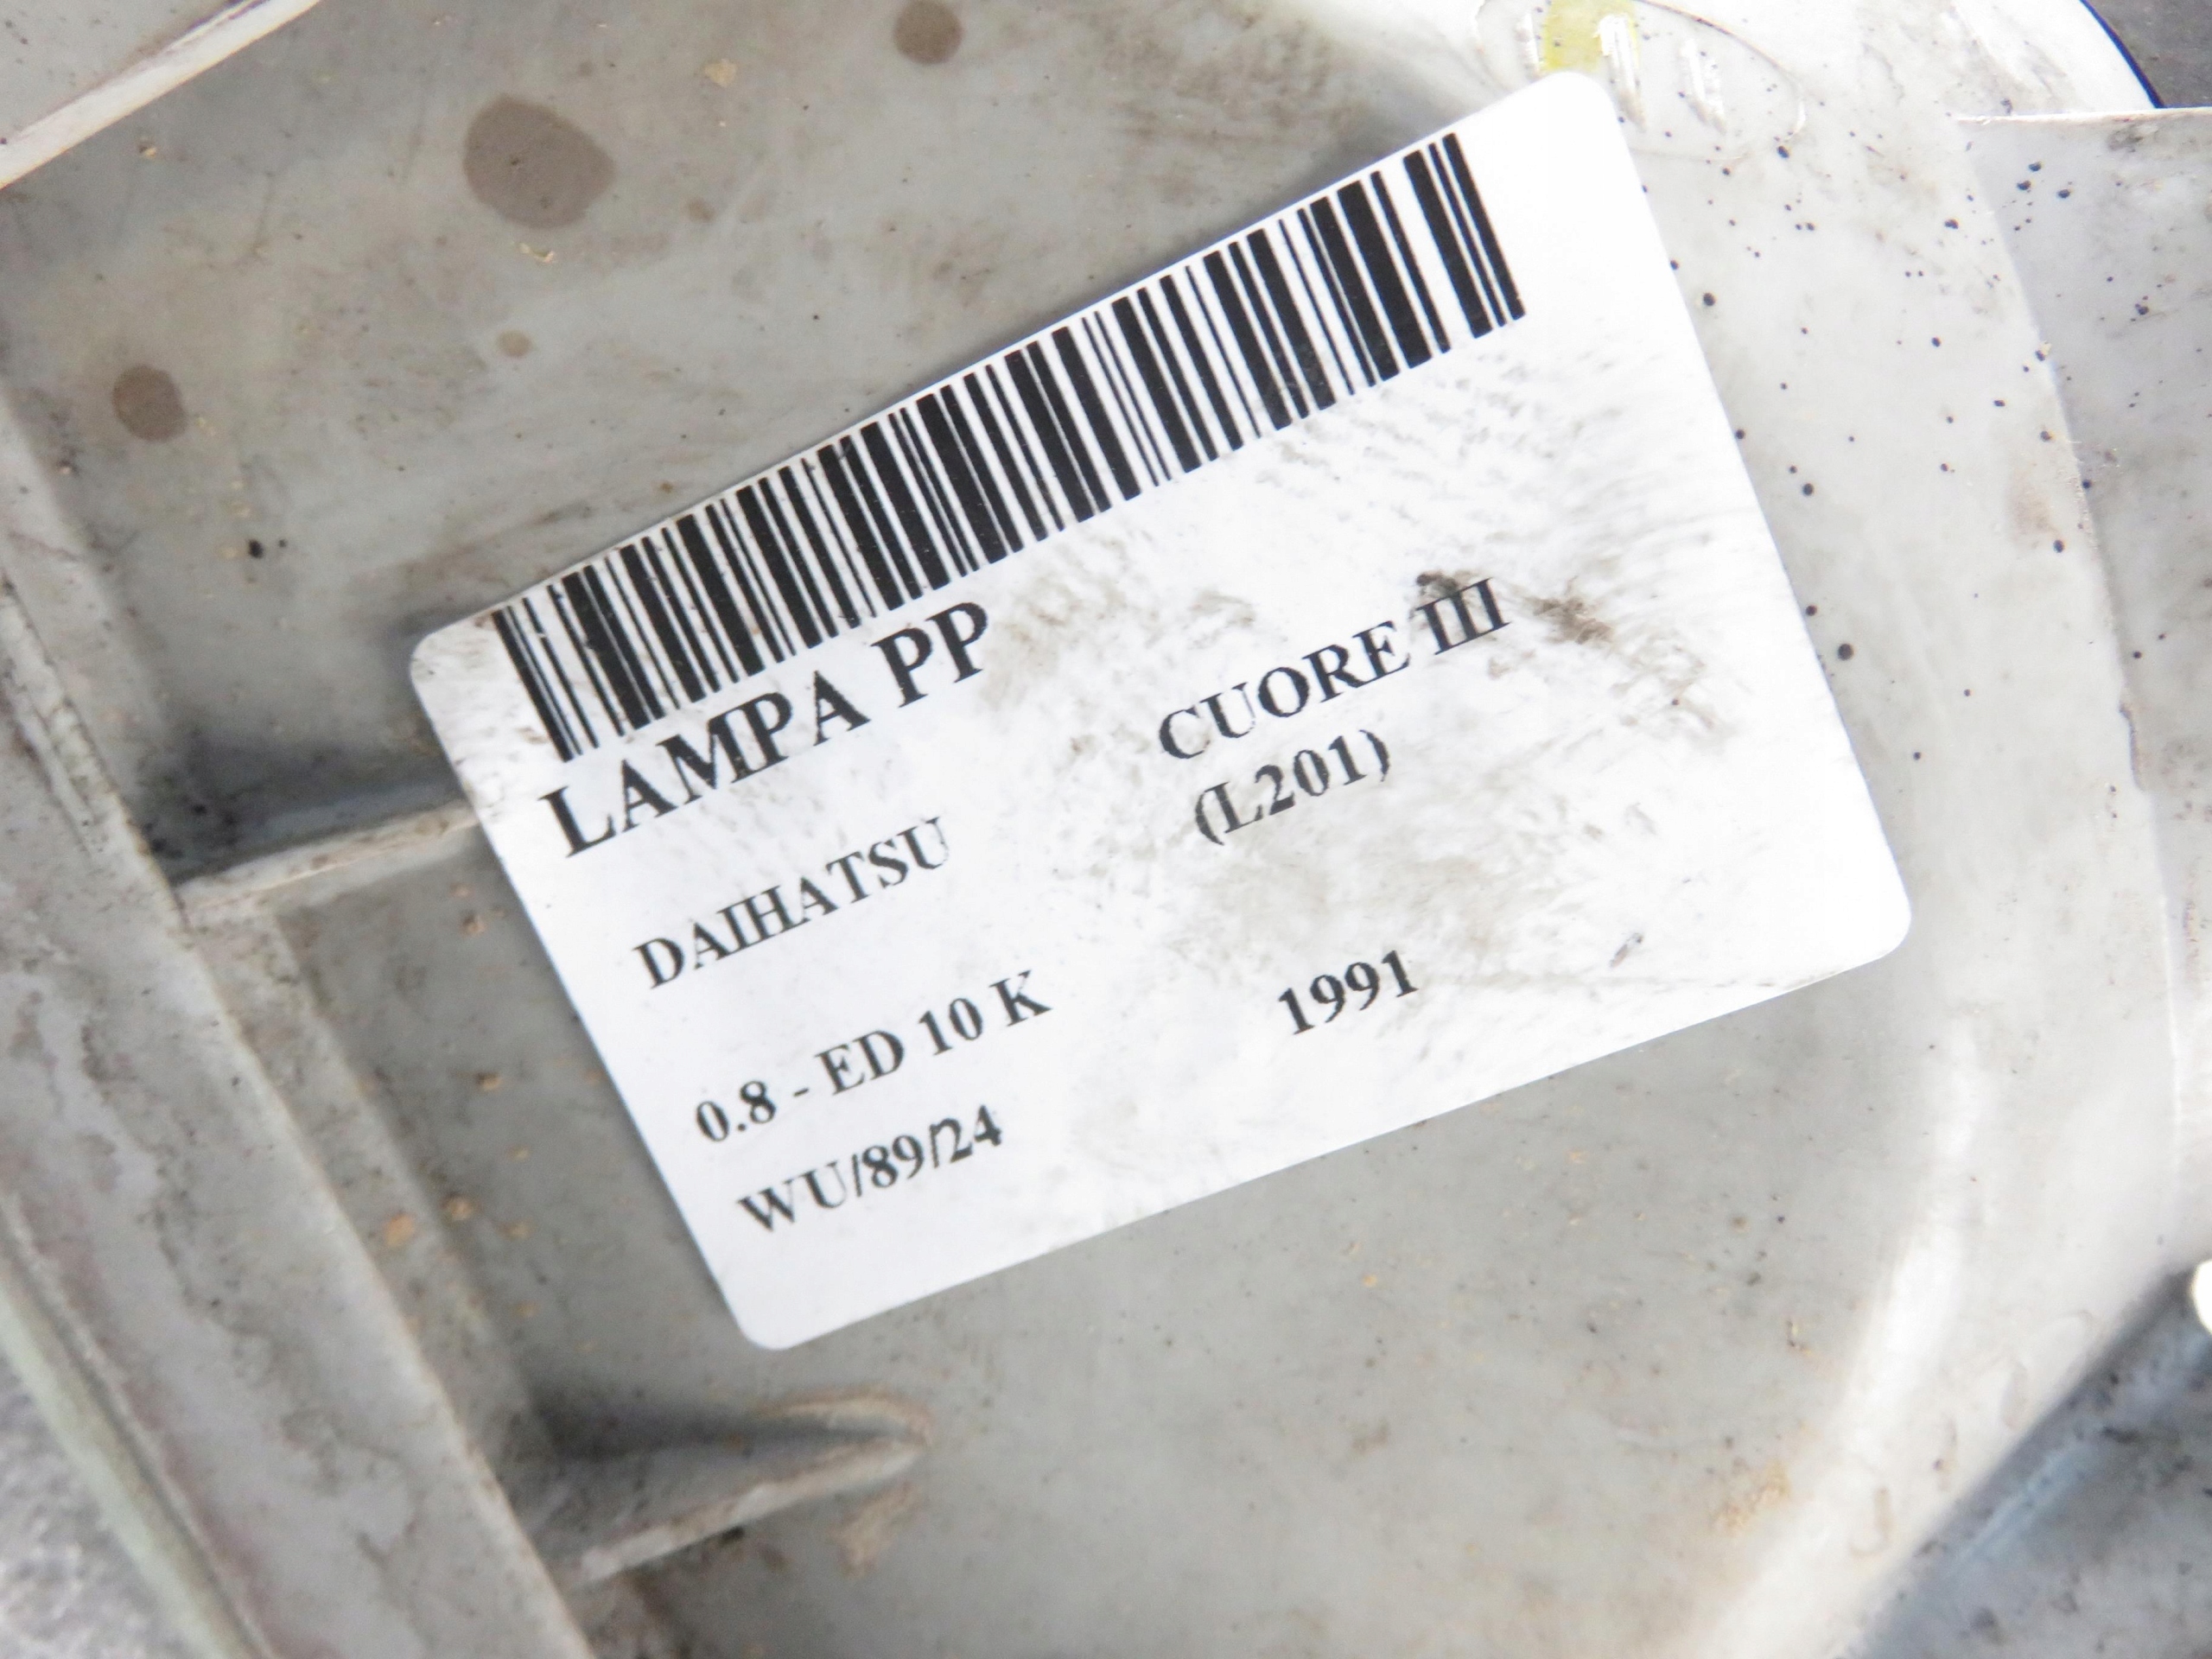 LAMPA PP
DAIHATSU
CUORE III
(L201)
0.8 - ED 10 K
1991
WU/89/24